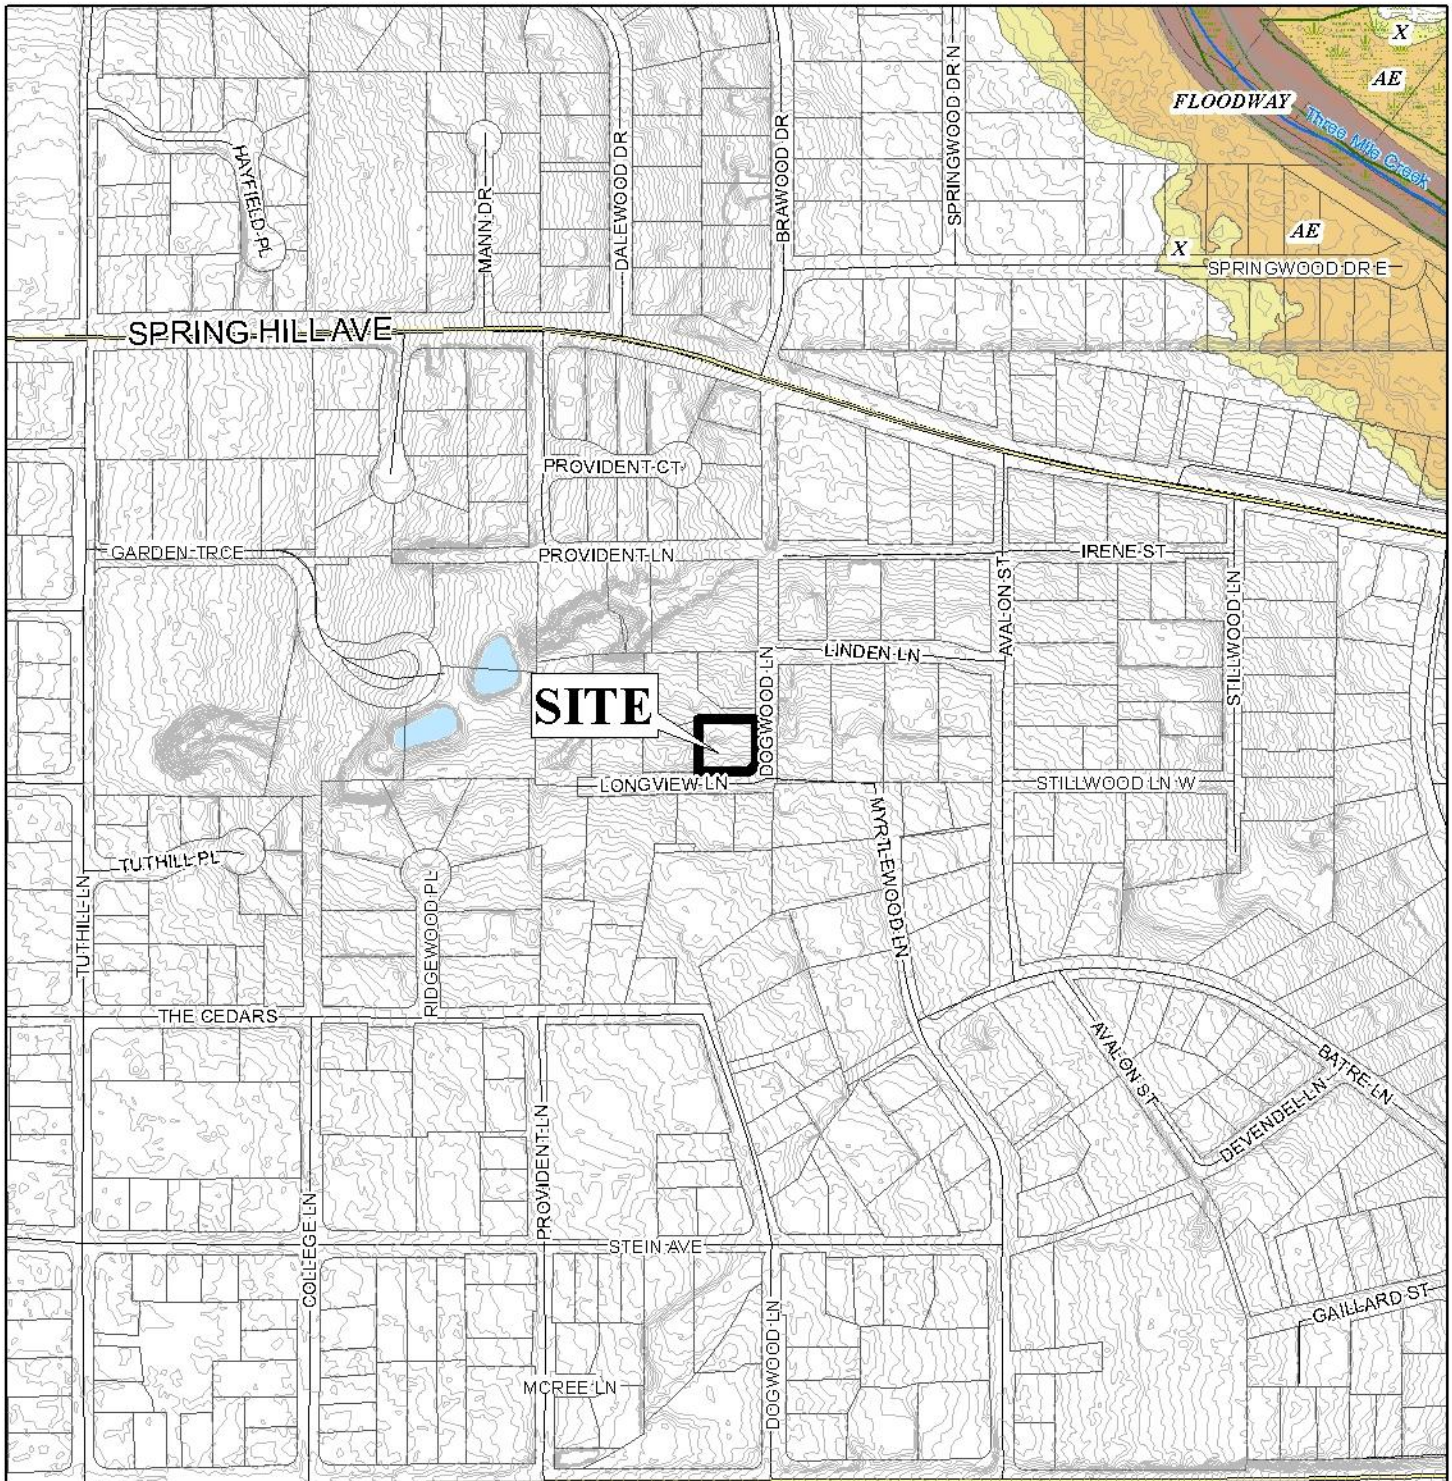 X
AE
FLOODWAY
Three Mile Creek
HAYFIELD PL
MANN DR
DALEWOOD DR
BRAWOOD DR
SPRINGWOOD DR N
AE
X
SPRINGWOOD DR E
SPRING HILL AVE
PROVIDENT CT
GARDEN TRCE
PROVIDENT LN
IRENE ST
AVALON ST
STILLWOOD LN
LINDEN LN
DOGWOOD LN
SITE
LONGVIEW LN
STILLWOOD LN W
MYRTLEWOOD LN
TUTHILL PL
TUTHILL LN
RIDGEWOOD PL
THE CEDARS
AVALON ST
BATRE LN
DEVENDEL LN
PROVIDENT LN
COLLEGE LN
STEIN AVE
GAILLARD ST
DOGWOOD LN
MCREE LN